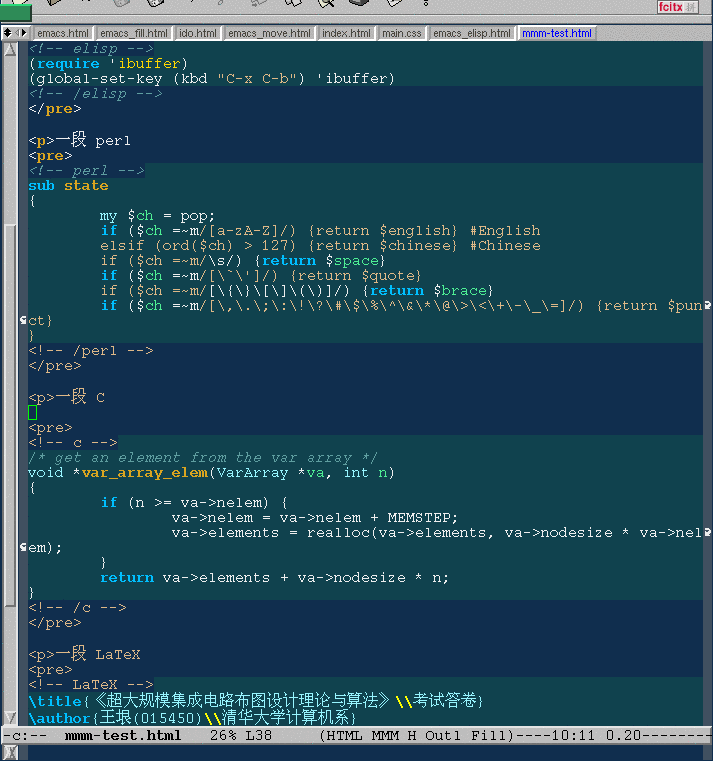 fcitx 拼
emacs.html emacs_fill.html ido.html emacs_move.html index.html main.css emacs_elisp.html mmm-test.html
<!-- elisp -->
(require 'ibuffer)
(global-set-key (kbd "C-x C-b") 'ibuffer)
<!-- /elisp -->
</pre>
<p>一段 perl
<pre>
<!-- perl -->
sub state
{
my $ch = pop;
if ($ch =~m/[a-zA-Z]/) {return $english} #English
elsif (ord($ch) > 127) {return $chinese} #Chinese
if ($ch =~m/\s/) {return $space}
if ($ch =~m/[\`\']/) {return $quote}
if ($ch =~m/[\{\}\[\]\(\)]/) {return $brace}
if ($ch =~m/[\,\.\;\:\!\?\#\$\%\^\&\*\@\>\<\+\-\_\=]/) {return $pun
ct}
}
<!-- /perl -->
</pre>
<p>一段 C
<pre>
<!-- c -->
/* get an element from the var array */
void *var_array_elem(VarArray *va, int n)
{
if (n >= va->nelem) {
va->nelem = va->nelem + MEMSTEP;
va->elements = realloc(va->elements, va->nodesize * va->nel
em);
}
return va->elements + va->nodesize * n;
}
<!-- /c -->
</pre>
<p>一段 LaTeX
<pre>
<!-- LaTeX -->
\title{《超大规模集成电路布图设计理论与算法》\\考试答卷}
\author{王垠(015450)\\清华大学计算机系}
-c:-- mmm-test.html 26% L38 (HTML MMM H Outl Fill)----10:11 0.20--------